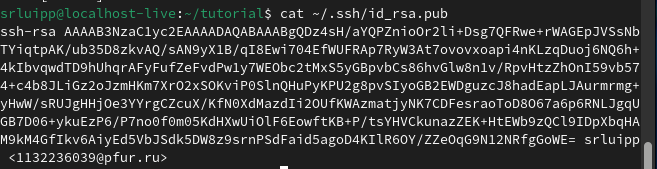 srluipp@localhost-live:~/tutorial$ cat ~/.ssh/id_rsa.pub
ssh-rsa AAAAB3NzaC1yc2EAAAADAQABAAABgQDz4sH/aYQPZnioOr2li+Dsg7QFRwe+rWAGEpJVSsNb
TYiqtpAK/ub35D8zkvAQ/sAN9yX1B/qI8Ewi704EfWUFRAp7RyW3At7ovovxoapi4nKLzqDuoj6NQ6h+
4kIbvqwdTD9hUhqrAFyFufZeFvdPw1y7WEObc2tMxS5yGBpvbCs86hvGlw8n1v/RpvHtzZhOnI59vb57
4+c4b8JLiGz2oJzmHKm7XrO2xSOKviP0SlnQHuPyKPU2g8pvSIyoGB2EWDguzcJ8hadEapLJAurmrmg+
yHwW/sRUJgHHjOe3YYrgCZcuX/KfN0XdMazdIi2OUfKWAzmatjyNK7CDFesraoToD8O67a6p6RNLJgqU
GB7D06+ykuEzP6/P7no0f0m05KdHXwUiOlF6EowftKB+P/tsYHVCkunazZEK+HtEWb9zQCl9IDpXbqHA
M9kM4GfIkv6AiyEd5VbJSdk5DW8z9srnPSdFaid5agoD4KIlR6OY/ZZeOqG9N12NRfgGoWE= srluipp
<1132236039@pfur.ru>